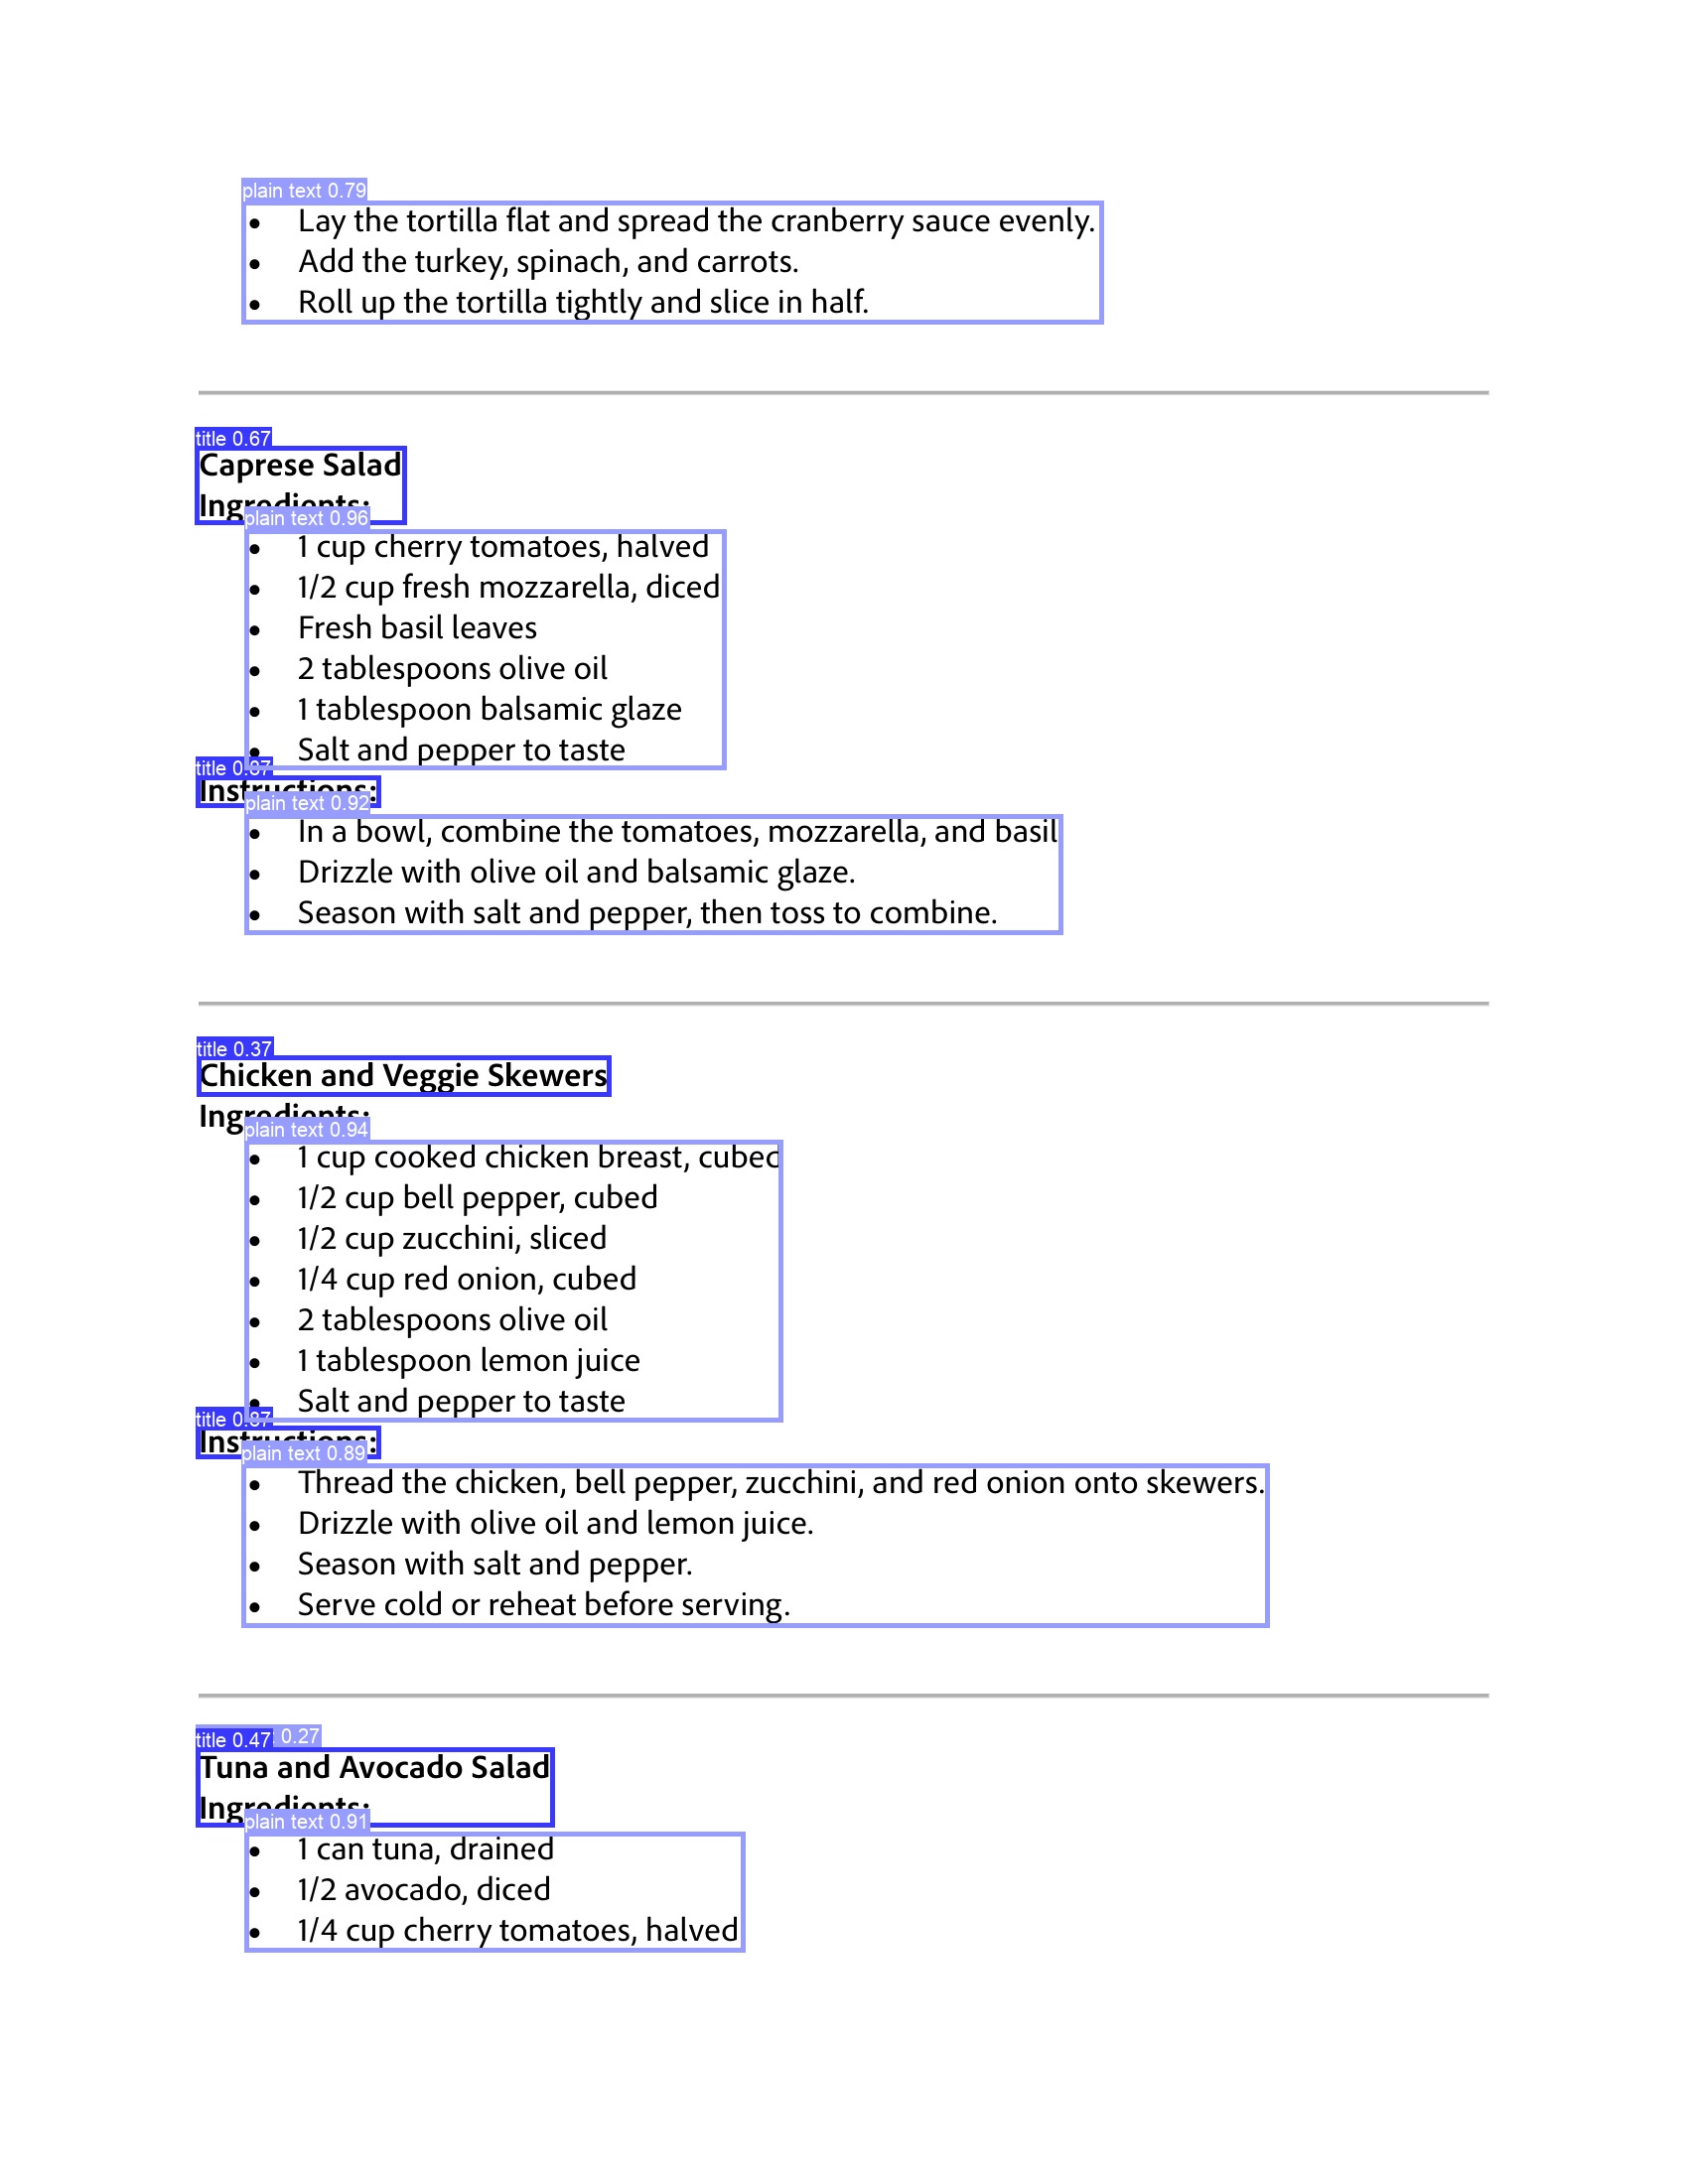 plain text 0.79
• Lay the tortilla flat and spread the cranberry sauce evenly.
• Add the turkey, spinach, and carrots.
• Roll up the tortilla tightly and slice in half.
title 0.67
Caprese Salad
Ingredients:
plain text 0.96
• 1 cup cherry tomatoes, halved
• 1/2 cup fresh mozzarella, diced
• Fresh basil leaves
• 2 tablespoons olive oil
• 1 tablespoon balsamic glaze
• Salt and pepper to taste
title 0.87
Instructions:
plain text 0.92
• In a bowl, combine the tomatoes, mozzarella, and basil
• Drizzle with olive oil and balsamic glaze.
• Season with salt and pepper, then toss to combine.
title 0.37
Chicken and Veggie Skewers
Ingredients:
plain text 0.94
• 1 cup cooked chicken breast, cubed
• 1/2 cup bell pepper, cubed
• 1/2 cup zucchini, sliced
• 1/4 cup red onion, cubed
• 2 tablespoons olive oil
• 1 tablespoon lemon juice
• Salt and pepper to taste
title 0.87
Instructions:
plain text 0.89
• Thread the chicken, bell pepper, zucchini, and red onion onto skewers.
• Drizzle with olive oil and lemon juice.
• Season with salt and pepper.
• Serve cold or reheat before serving.
title 0.47 0.27
Tuna and Avocado Salad
Ingredients:
plain text 0.91
• 1 can tuna, drained
• 1/2 avocado, diced
• 1/4 cup cherry tomatoes, halved